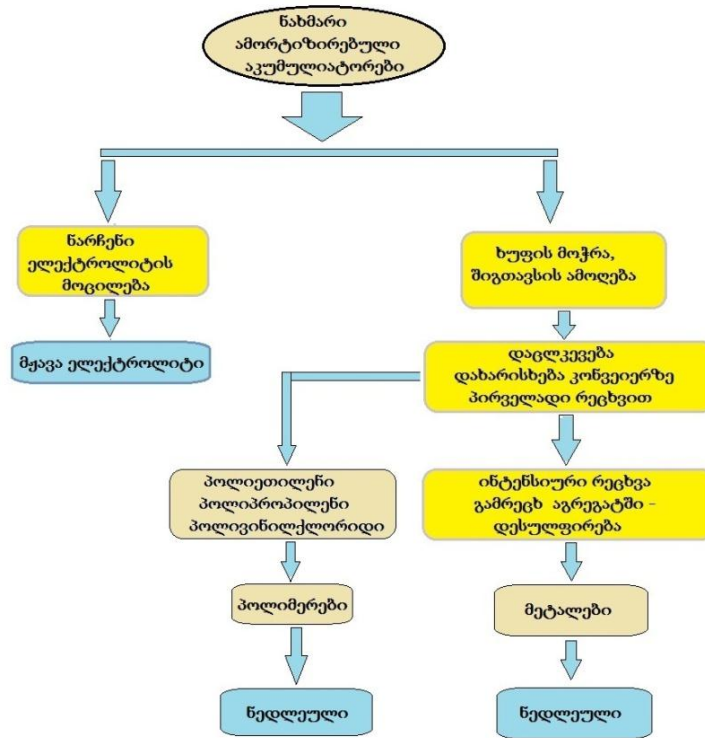 ნახმარი
ამორტიზირებული
აკუმულიატორები
ნარჩენი
ელექტროლიტის
მოცილება
ხუფის მოჭრა,
შიგთავსის ამოღება
მჟავა ელექტროლიტი
დაცლკევება
დახარისხება კონვეიერზე
პირველადი რეცხვით
პოლიეთილენი
პოლიპროპილენი
პოლივინილქლორიდი
ინტენსიური რეცხვა
გამრეცხ აგრეგატში -
დესულფირება
პოლიმერები
მეტალები
ნედლეული
ნედლეული